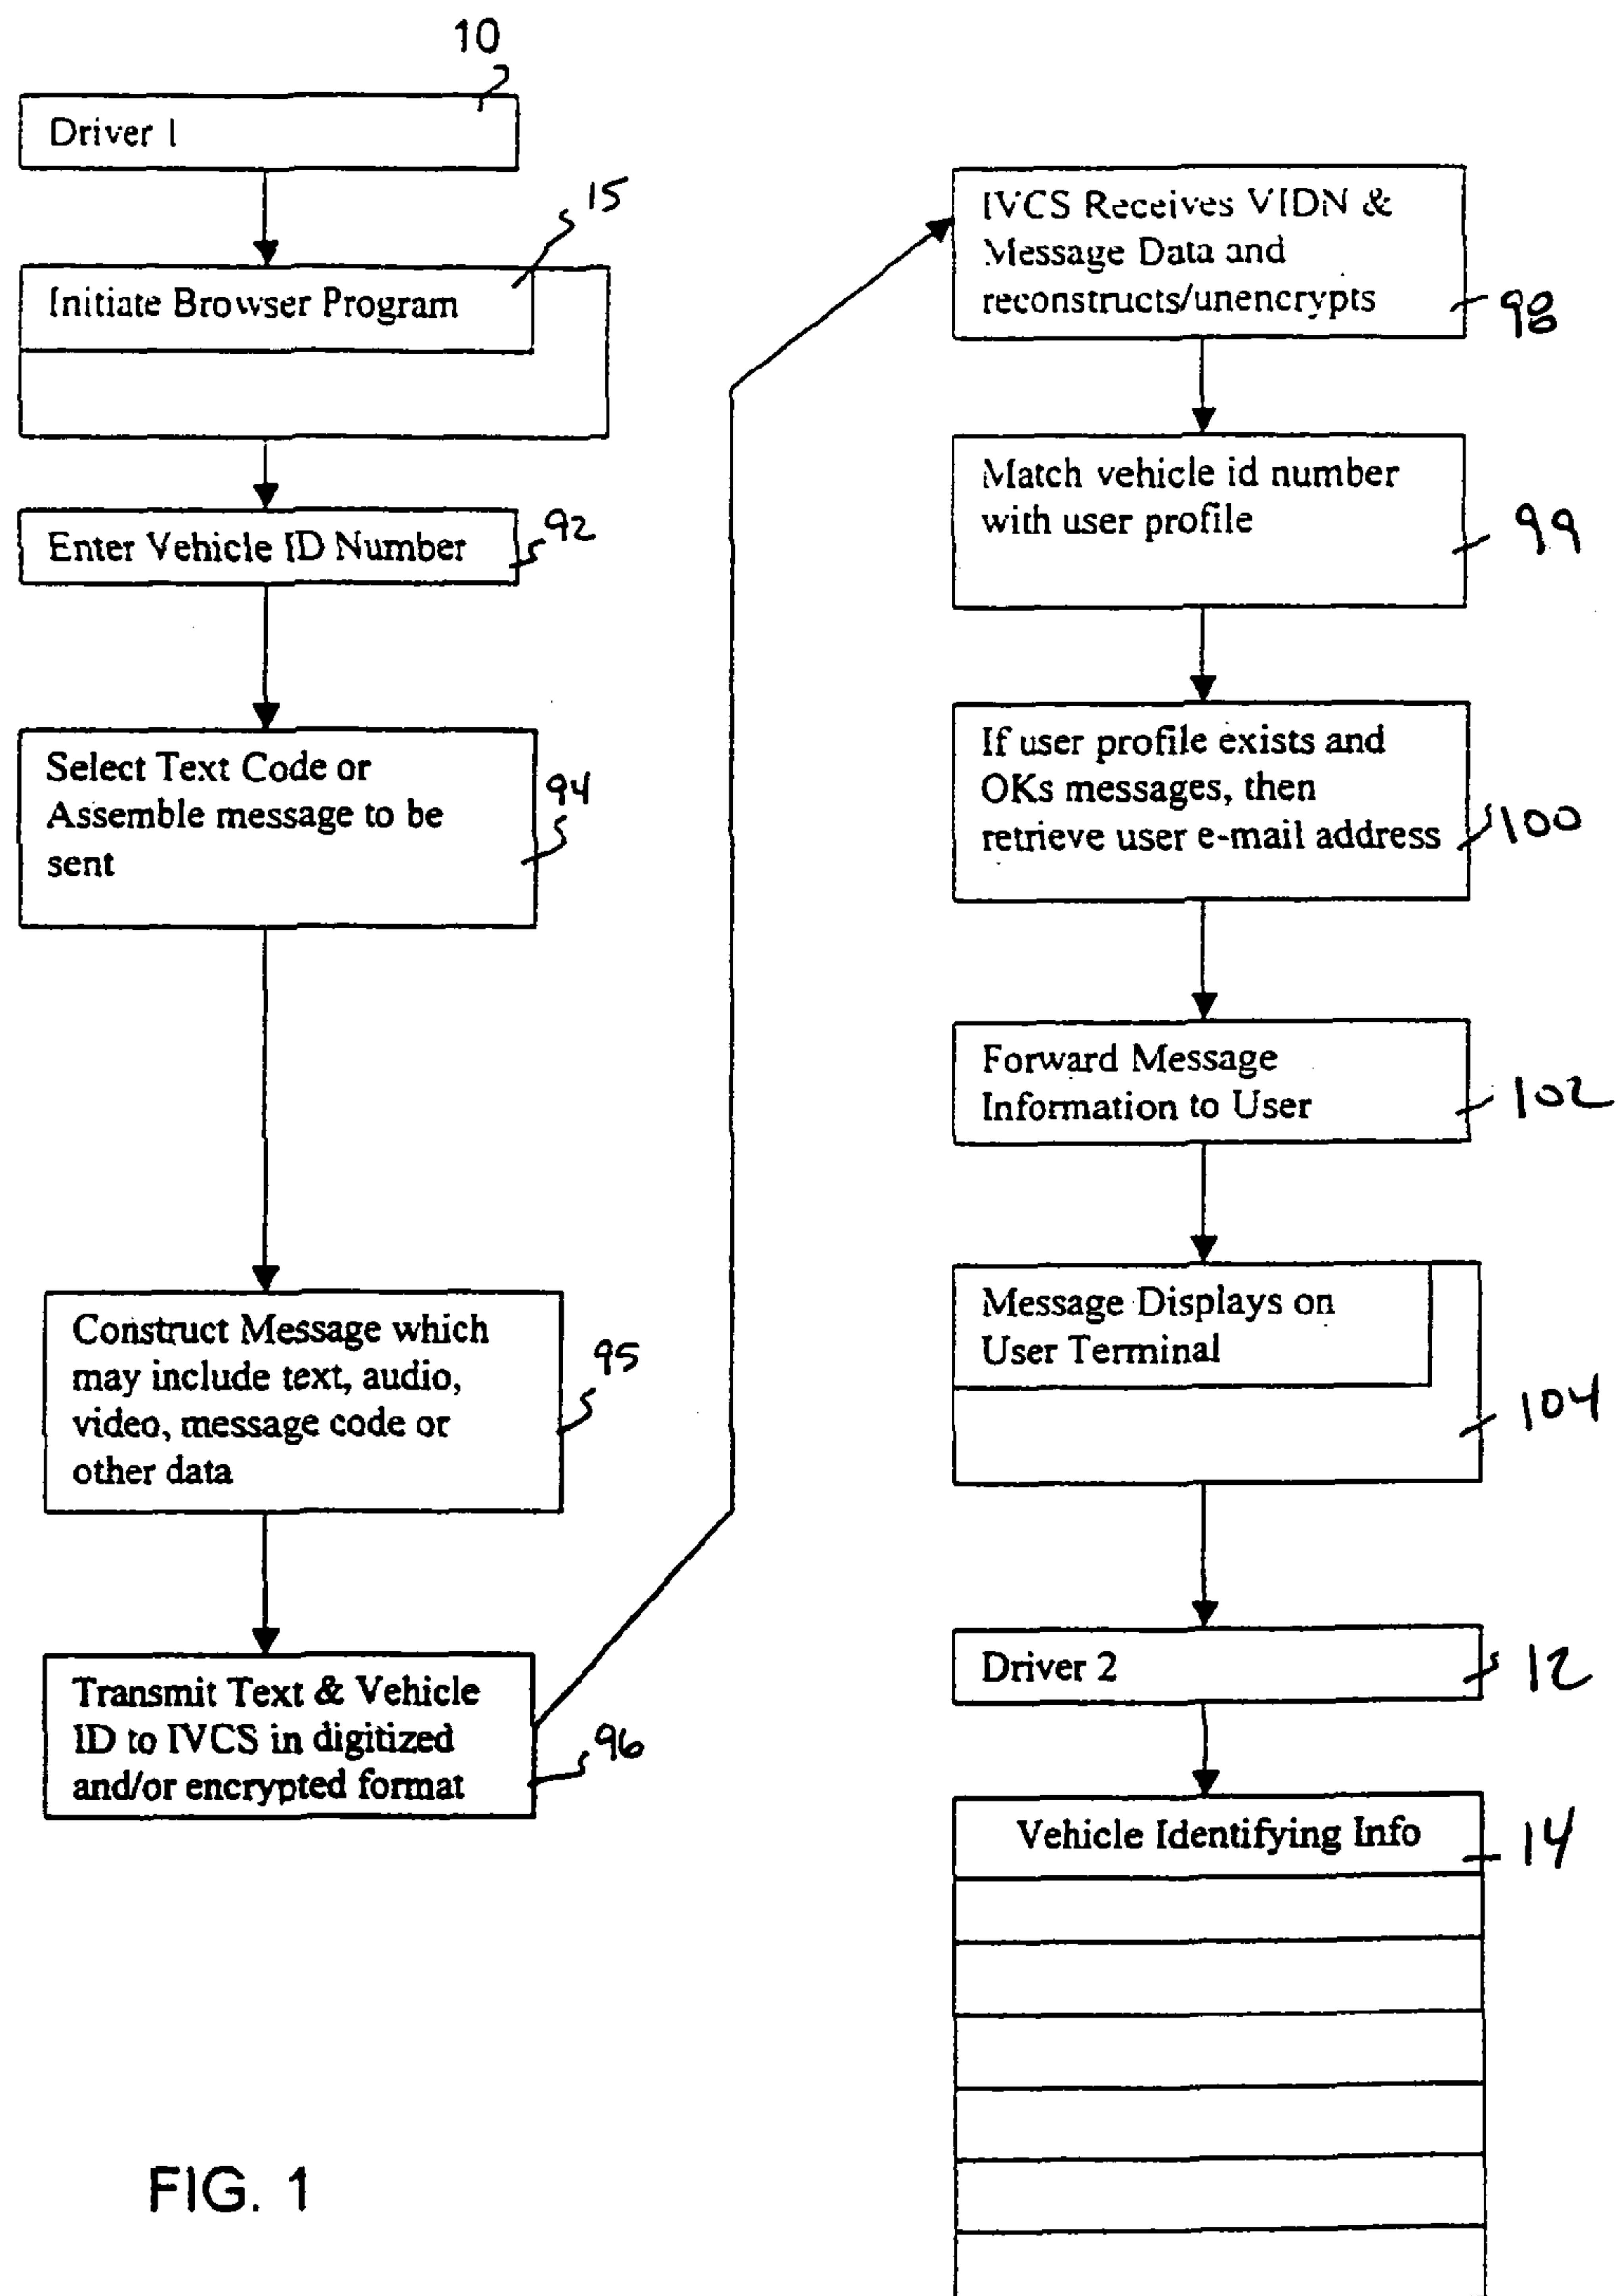 10
Driver 1
15
Initiate Browser Program
Enter Vehicle ID Number
92
Select Text Code or
Assemble message to be
sent
94
Construct Message which
may include text, audio,
video, message code or
other data
95
Transmit Text & Vehicle
ID to IVCS in digitized
and/or encrypted format
96
IVCS Receives VIDN &
Message Data and
reconstructs/unencrypts
98
Match vehicle id number
with user profile
99
If user profile exists and
OKs messages, then
retrieve user e-mail address
100
Forward Message
Information to User
102
Message Displays on
User Terminal
104
Driver 2
12
Vehicle Identifying Info
14
FIG. 1